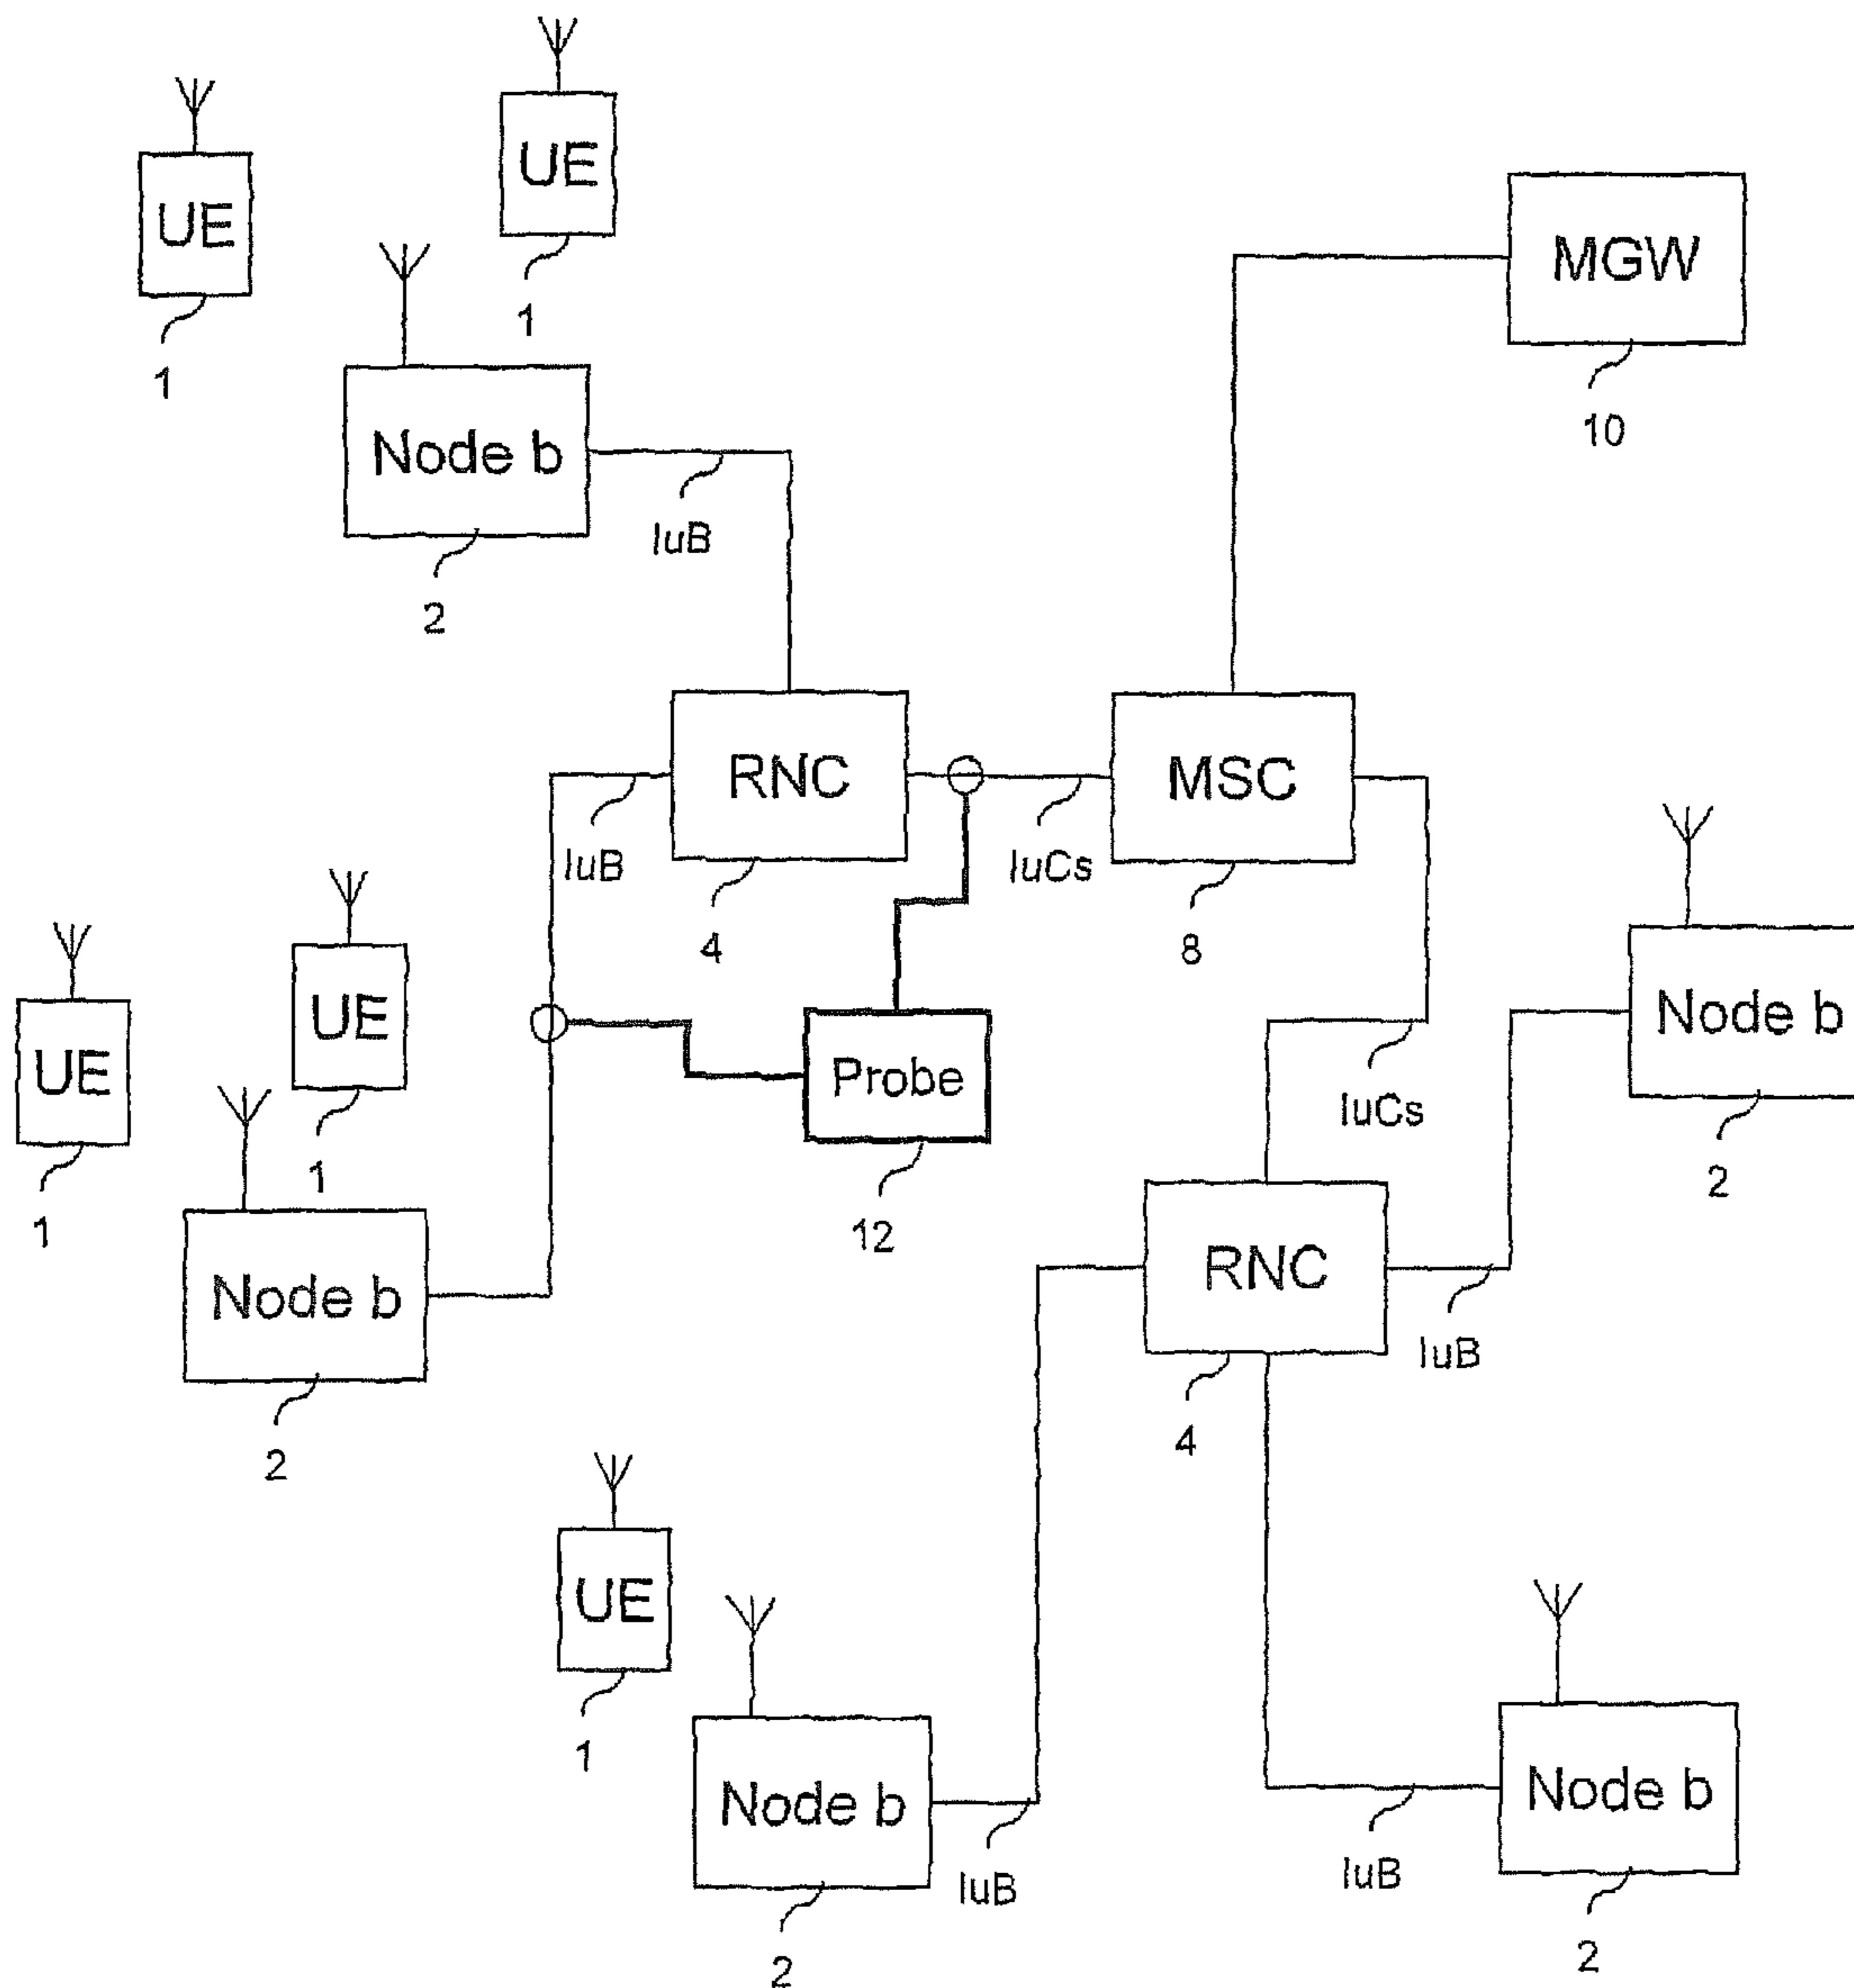 UE
1
UE
1
MGW
10
Node b
2
IuB
RNC
4
IuB
IuCs
MSC
8
UE
1
UE
1
Probe
12
IuCs
Node b
2
Node b
2
RNC
4
IuB
UE
1
Node b
2
IuB
IuB
Node b
2